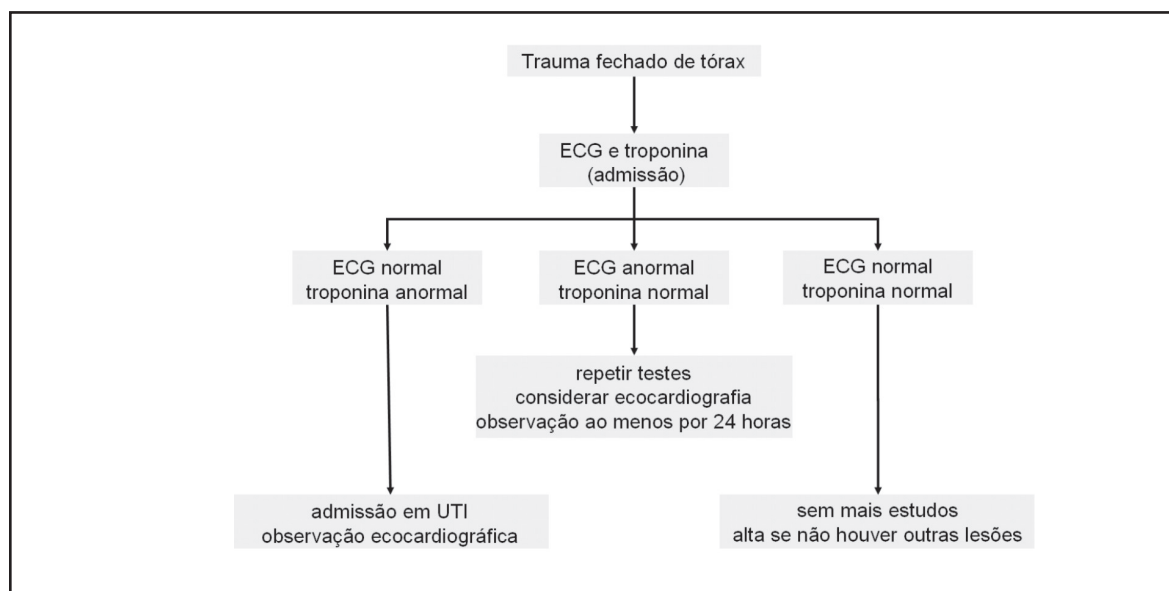 Trauma fechado de tórax
ECG e troponina
(admissão)
ECG normal
troponina anormal
ECG anormal
troponina normal
ECG normal
troponina normal
repetir testes
considerar ecocardiografia
observação ao menos por 24 horas
admissão em UTI
observação ecocardiográfica
sem mais estudos
alta se não houver outras lesões